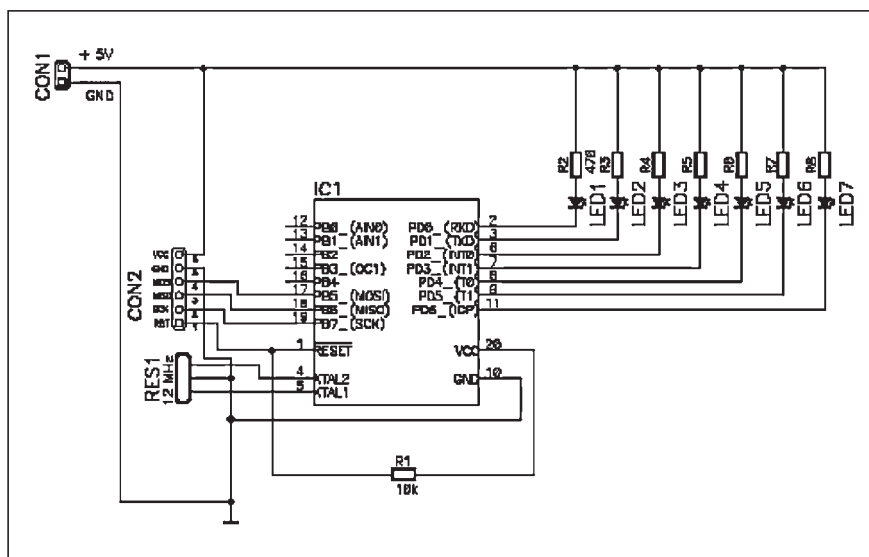 + 5V
CON1
GND
R2
470
R3
R4
R5
R7
LED1
LED2
LED3
LED4
LED5
LED6
LED7
IC1
12 PB0_(AIN0)
13 PB1_(AIN1)
14 PB2
15 PB3_(OC1)
16 PB4
17 PB5_(MOSI)
18 PB6_(MISO)
19 PB7_(SCK)
1 RESET
4 XTAL2
5 XTAL1
PD0_(RXD) 2
PD1_(TXD) 3
PD2_(INT0) 6
PD3_(INT1) 7
PD4_(T0) 8
PD5_(T1) 9
PD6_(ICP) 11
VCC 20
GND 10
CON2
VCC
SCK
RST
RES1
12 MHz
R1
10k